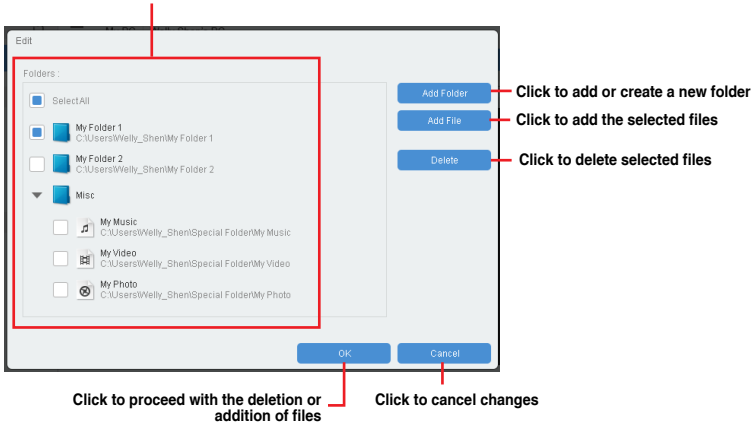 Edit
Folders :
SelectAll
My Folder 1
C:\Users\Welly_Shen\My Folder 1
My Folder 2
C:\Users\Welly_Shen\My Folder 2
Misc
My Music
C:\Users\Welly_Shen\Special Folder\My Music
My Video
C:\Users\Welly_Shen\Special Folder\My Video
My Photo
C:\Users\Welly_Shen\Special Folder\My Photo
Add Folder
Click to add or create a new folder
Add File
Click to add the selected files
Delete
Click to delete selected files
OK
Cancel
Click to proceed with the deletion or
addition of files
Click to cancel changes